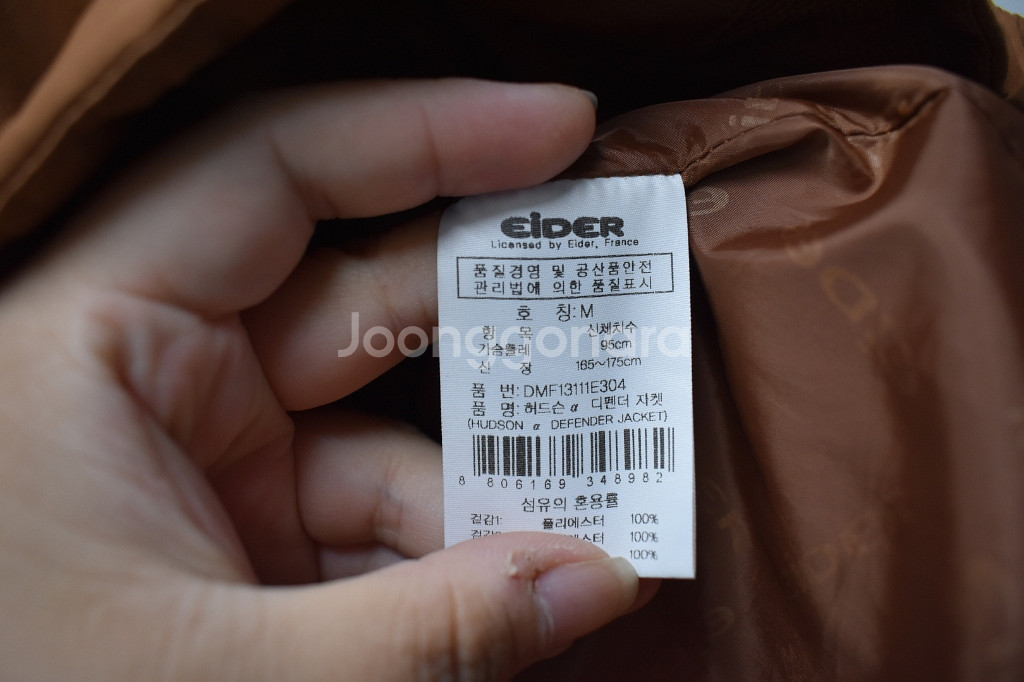 EIDER
Licensed by Eider, France
품질경영 및 공산품안전
관리법에 의한 품질표시
호 칭: M
항 목 신체치수
가슴둘레 95cm
신 장 165~175cm
Joonggonara
품 번: DMF13111E304
품 명: 허드슨 α 디펜더 자켓
(HUDSON α DEFENDER JACKET)
8 806169 348982
섬유의 혼용률
겉감1: 폴리에스터 100%
100%
100%